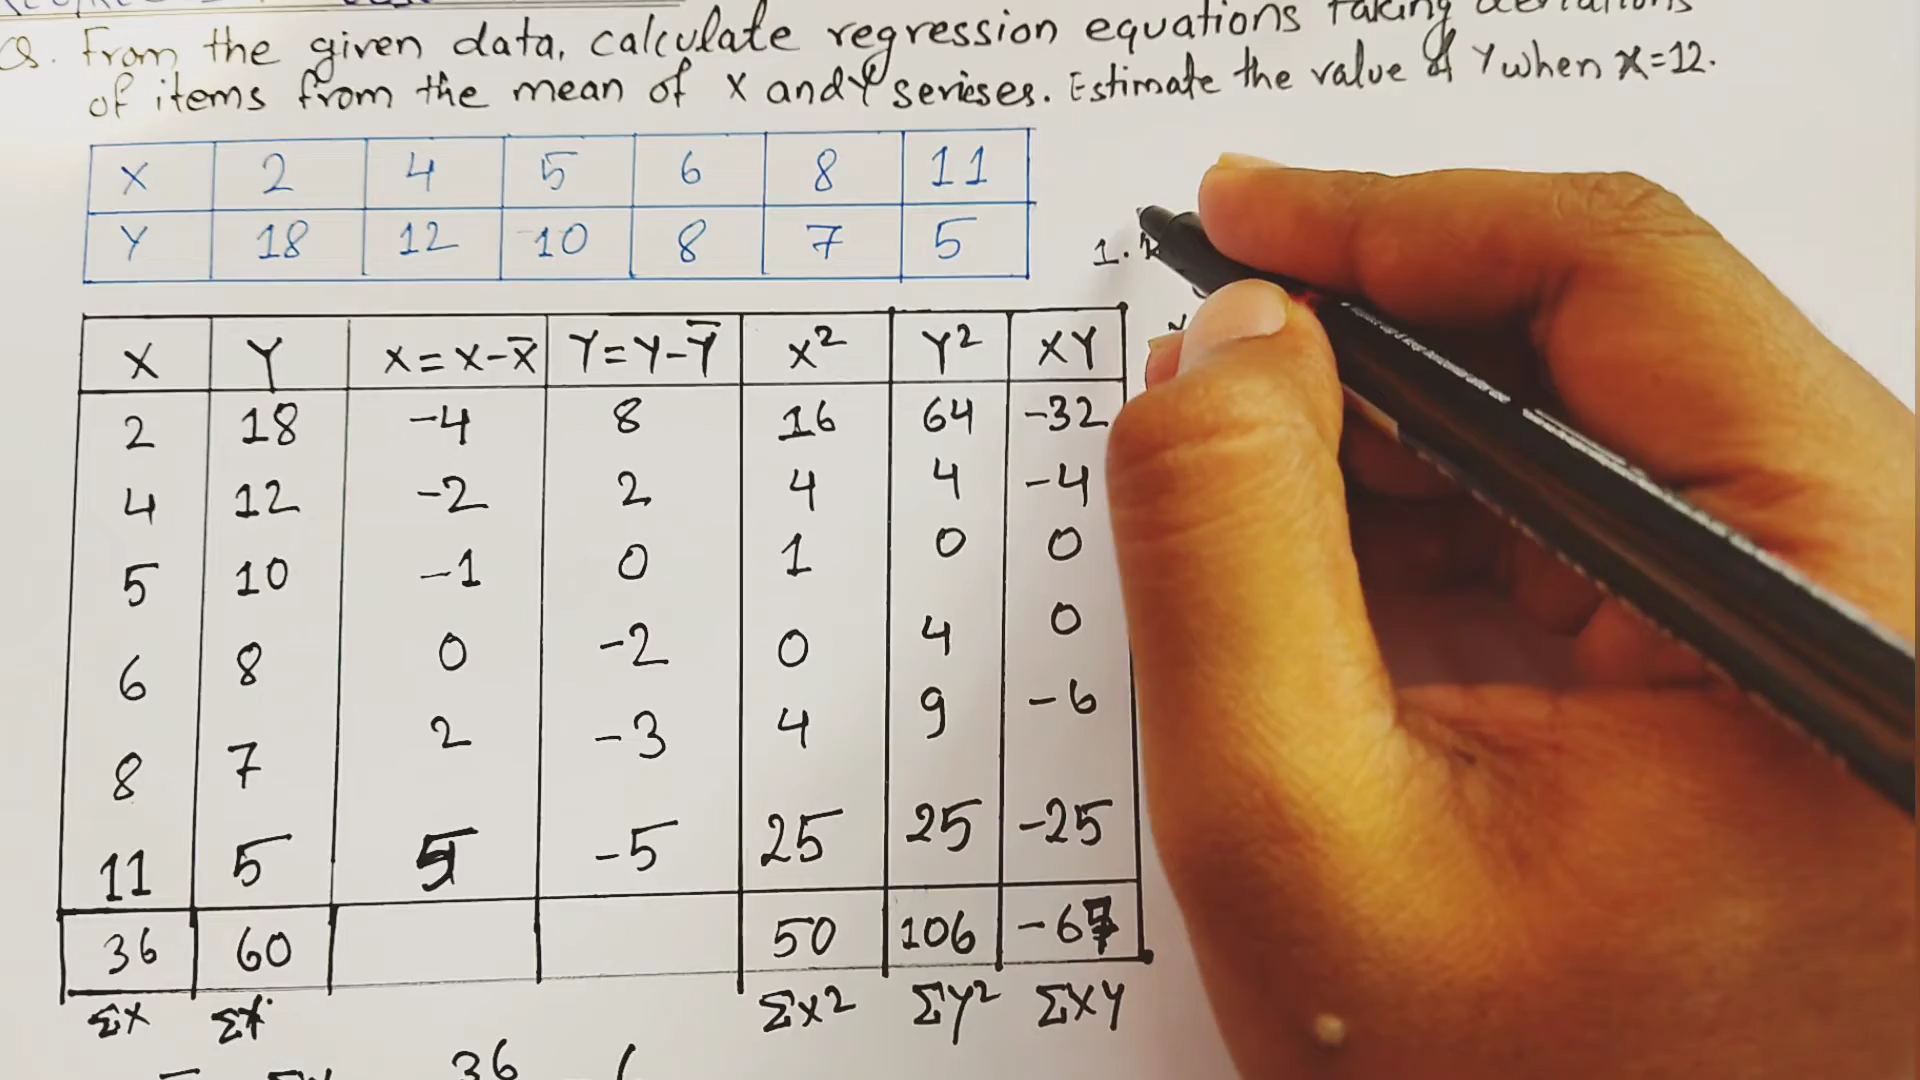 Q. From the given data, calculate regression equations taking deviations
of items from the mean of X and Y serieses. Estimate the value of Y when X=12.
X 2 4 5 6 8 11
Y 18 12 10 8 7 5
1.
X Y x=X-X̅ Y=Y-Y̅ X² Y² XY
2 18 -4 8 16 64 -32
4 12 -2 2 4 4 -4
5 10 -1 0 1 0 0
6 8 0 -2 0 4 0
8 7 2 -3 4 9 -6
11 5 5 -5 25 25 -25
36 60 50 106 -67
ΣX ΣY ΣX² ΣY² ΣXY
36